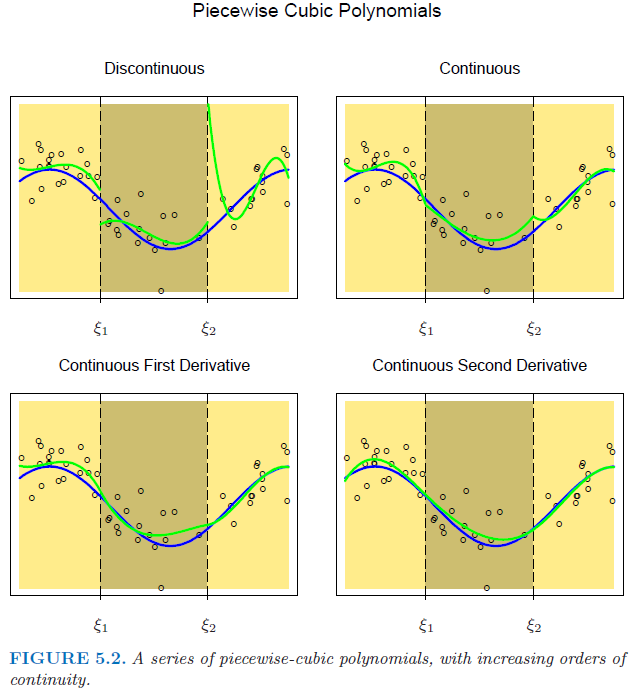 Piecewise Cubic Polynomials
Discontinuous
Continuous
ξ1 ξ2
ξ1 ξ2
Continuous First Derivative
Continuous Second Derivative
ξ1 ξ2
ξ1 ξ2
FIGURE 5.2. A series of piecewise-cubic polynomials, with increasing orders of
continuity.